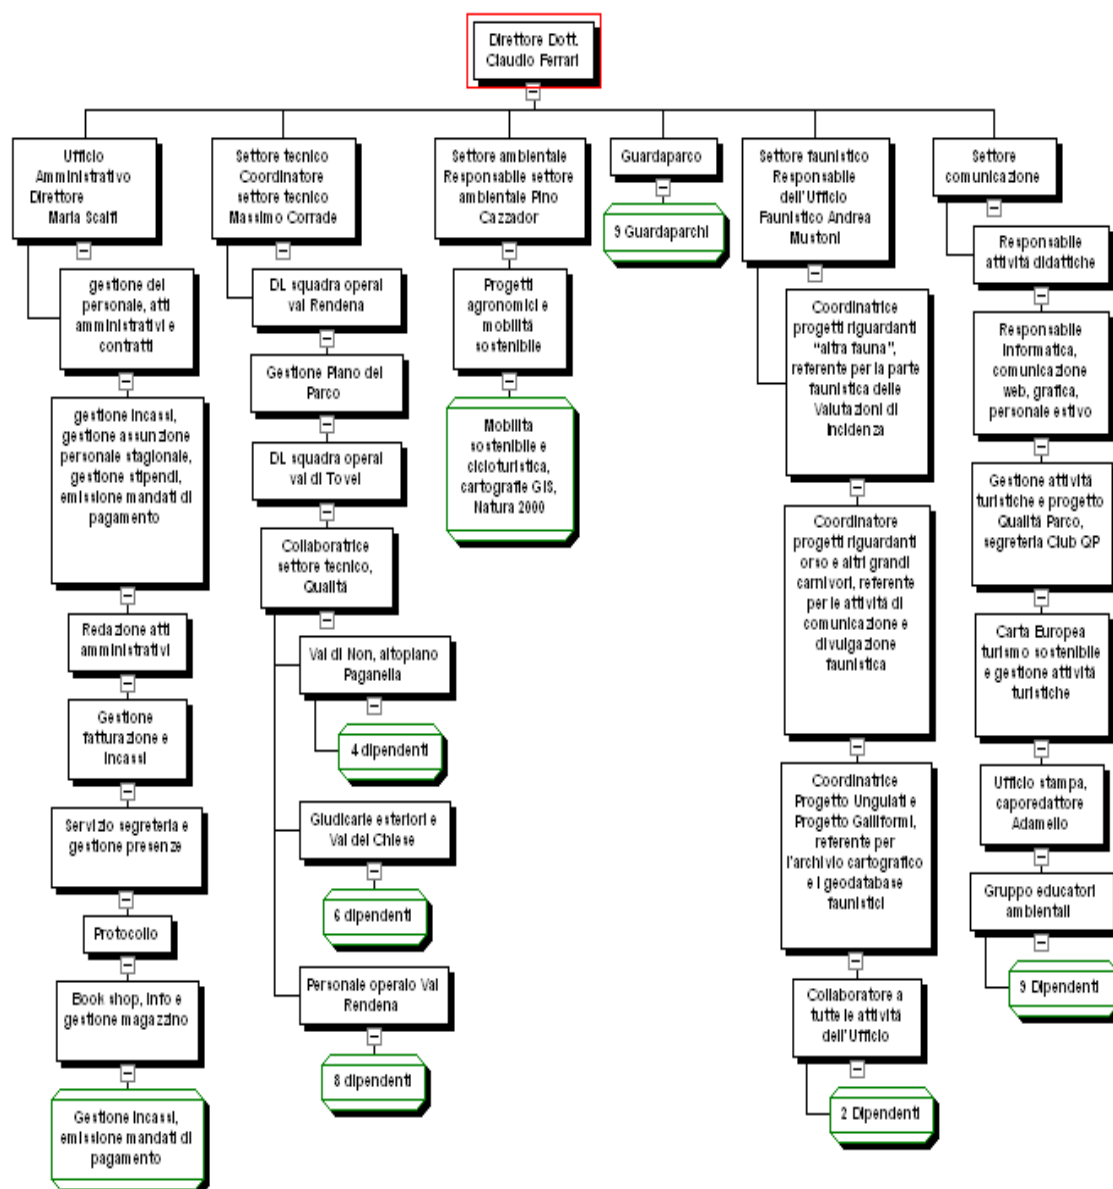 Direttore Dott.
Claudio Ferrari
Ufficio
Amministrativo
Direttore
Maria Scalfi
gestione del
personale, atti
amministrativi e
contratti
gestione incassi,
gestione assunzione
personale stagionale,
gestione stipendi,
emissione mandati di
pagamento
Redazione atti
amministrativi
Gestione
fatturazione e
incassi
Servizio segreteria e
gestione presenze
Protocollo
Book shop, info e
gestione magazzino
Gestione incassi,
emissione mandati di
pagamento
Settore tecnico
Coordinatore
settore tecnico
Massimo Corrade
DL squadra operai
val Rendena
Gestione Piano del
Parco
DL squadra operai
val di Tovel
Collaboratrice
settore tecnico,
Qualità
Val di Non, altopiano
Paganella
4 dipendenti
Giudicarie esteriori e
Val del Chiese
6 dipendenti
Personale operaio Val
Rendena
8 dipendenti
Settore ambientale
Responsabile settore
ambientale Pino
Cazzador
Progetti
agronomici e
mobilità
sostenibile
Mobilita
sostenibile e
cicloturistica,
cartografie GIS,
Natura 2000
Guardaparco
9 Guardaparchi
Settore faunistico
Responsabile
dell'Ufficio
Faunistico Andrea
Mustoni
Coordinatrice
progetti riguardanti
"altra fauna",
referente per la parte
faunistica delle
Valutazioni di
Incidenza
Coordinatore
progetti riguardanti
orso e altri grandi
carnivori, referente
per le attività di
comunicazione e
divulgazione
faunistica
Coordinatrice
Progetto Ungulati e
Progetto Galliformi,
referente per
l'archivio cartografico
e i geodatabase
faunistici
Collaboratore a
tutte le attività
dell'Ufficio
2 Dipendenti
Settore
comunicazione
Responsabile
attività didattiche
Responsabile
Informatica,
comunicazione
web, grafica,
personale estivo
Gestione attività
turistiche e progetto
Qualità Parco,
segreteria Club QP
Carta Europea
turismo sostenibile
e gestione attività
turistiche
Ufficio stampa,
caporedattore
Adamello
Gruppo educatori
ambientali
9 Dipendenti